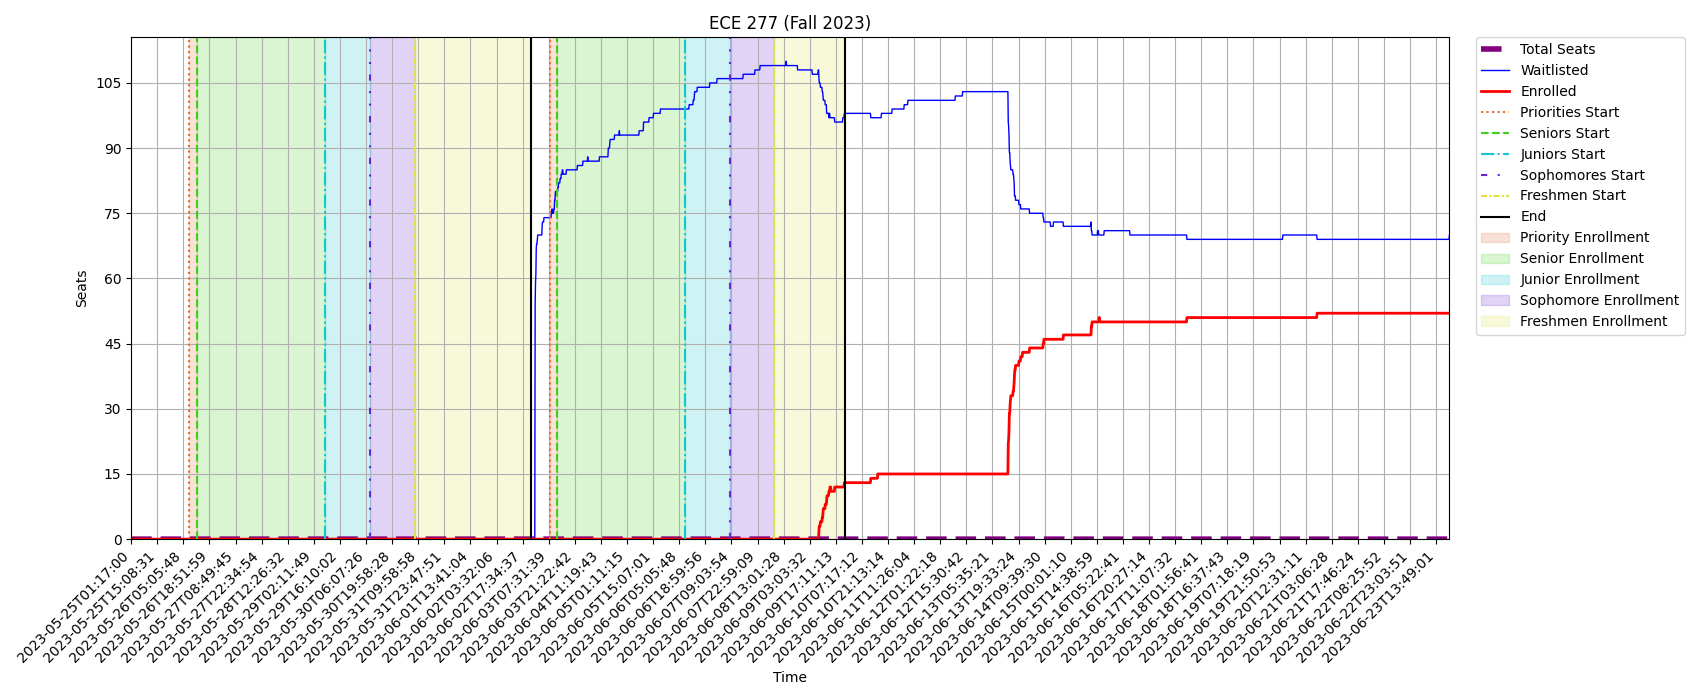 ECE 277 (Fall 2023)
Seats
105
90
75
60
45
30
15
0
2023-05-25T01:17:00
2023-05-25T15:08:31
2023-05-26T05:05:48
2023-05-26T18:51:59
2023-05-27T08:49:45
2023-05-27T22:34:54
2023-05-28T12:26:32
2023-05-29T02:11:49
2023-05-29T16:10:02
2023-05-30T06:07:26
2023-05-30T19:58:28
2023-05-31T09:58:58
2023-05-31T23:47:51
2023-06-01T13:41:04
2023-06-02T03:32:06
2023-06-02T17:34:37
2023-06-03T07:31:39
2023-06-03T21:22:42
2023-06-04T11:19:43
2023-06-05T01:11:15
2023-06-05T15:07:01
2023-06-06T05:05:48
2023-06-06T18:59:56
2023-06-07T09:03:54
2023-06-07T22:59:09
2023-06-08T13:01:28
2023-06-09T03:03:32
2023-06-09T17:11:13
2023-06-10T07:17:12
2023-06-10T21:13:14
2023-06-11T11:26:04
2023-06-12T01:22:18
2023-06-12T15:30:42
2023-06-13T05:35:21
2023-06-13T19:33:24
2023-06-14T09:39:30
2023-06-15T00:01:10
2023-06-15T14:38:59
2023-06-16T05:22:41
2023-06-16T20:27:14
2023-06-17T11:07:32
2023-06-18T01:56:41
2023-06-18T16:37:43
2023-06-19T07:18:19
2023-06-19T21:50:53
2023-06-20T12:31:11
2023-06-21T03:06:28
2023-06-21T17:46:24
2023-06-22T08:25:52
2023-06-22T23:03:51
2023-06-23T13:49:01
Time
Total Seats
Waitlisted
Enrolled
Priorities Start
Seniors Start
Juniors Start
Sophomores Start
Freshmen Start
End
Priority Enrollment
Senior Enrollment
Junior Enrollment
Sophomore Enrollment
Freshmen Enrollment